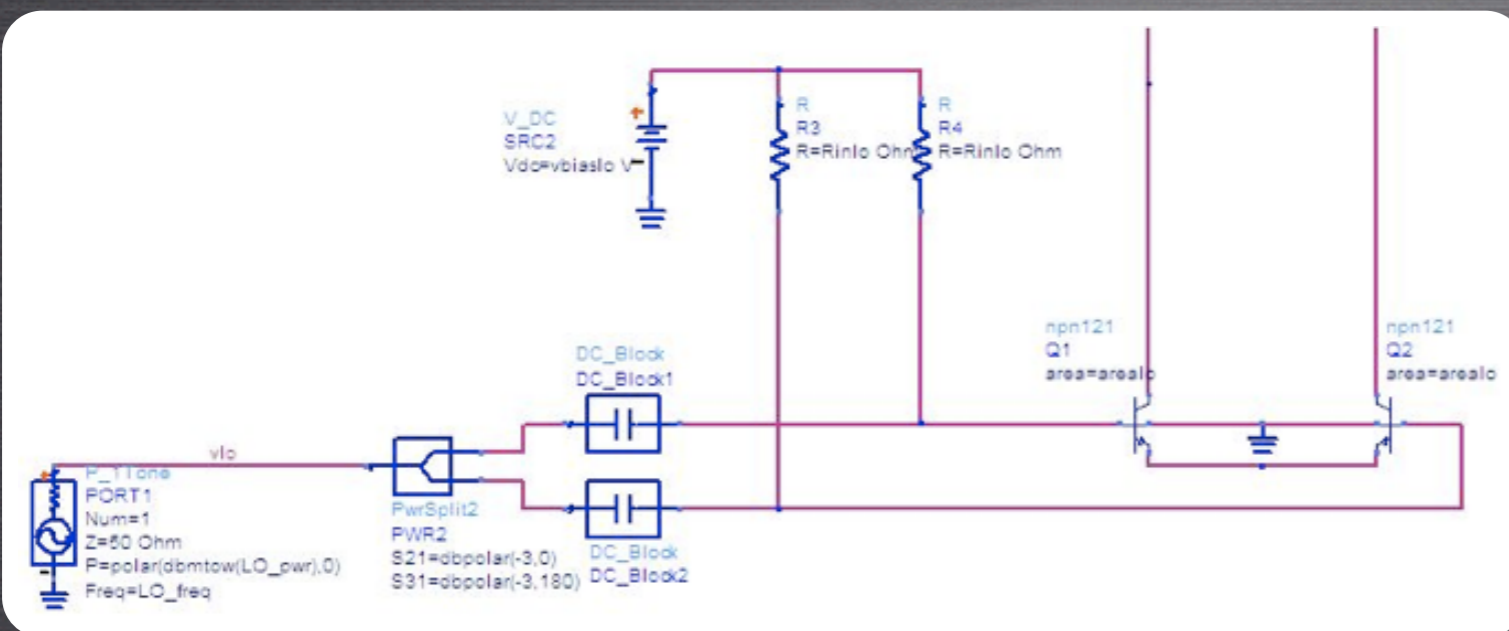 V_DC
SRC2
Vdc=vbiaslo V
R
R3
R=Rinlo Ohm
R
R4
R=Rinlo Ohm
npn121
Q1
area=arealo
npn121
Q2
area=arealo
DC_Block
DC_Block1
vlo
P_1Tone
PORT1
Num=1
Z=50 Ohm
P=polar(dbmtow(LO_pwr),0)
Freq=LO_freq
PwrSplit2
PWR2
S21=dbpolar(-3,0)
S31=dbpolar(-3,180)
DC_Block
DC_Block2